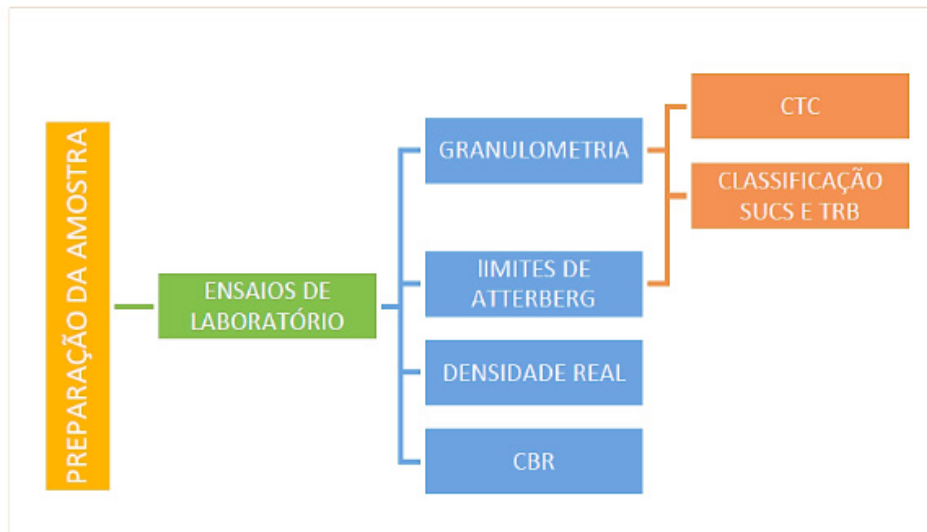 PREPARAÇÃO DA AMOSTRA
ENSAIOS DE
LABORATÓRIO
GRANULOMETRIA
lIMITES DE
ATTERBERG
DENSIDADE REAL
CBR
CTC
CLASSIFICAÇÃO
SUCS E TRB